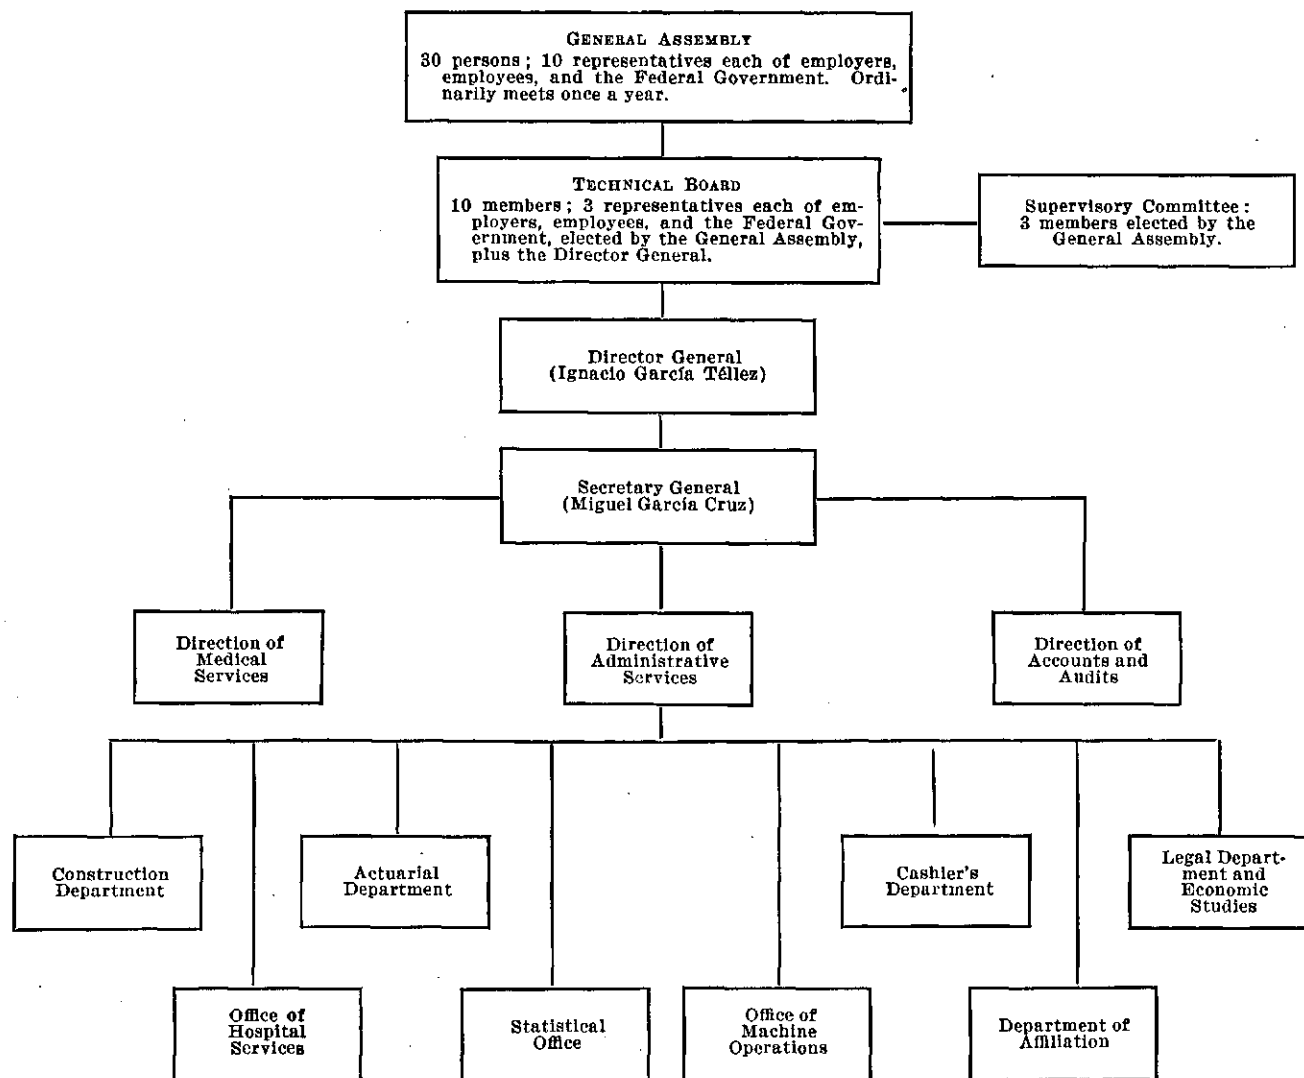 GENERAL ASSEMBLY
30 persons; 10 representatives each of employers,
employees, and the Federal Government. Ordi-
narily meets once a year.
TECHNICAL BOARD
10 members; 3 representatives each of em-
ployers, employees, and the Federal Gov-
ernment, elected by the General Assembly,
plus the Director General.
Supervisory Committee:
3 members elected by the
General Assembly.
Director General
(Ignacio García Téllez)
Secretary General
(Miguel García Cruz)
Direction of
Medical
Services
Direction of
Administrative
Services
Direction of
Accounts and
Audits
Construction
Department
Actuarial
Department
Cashier's
Department
Legal Depart-
ment and
Economic
Studies
Office of
Hospital
Services
Statistical
Office
Office of
Machine
Operations
Department of
Affiliation